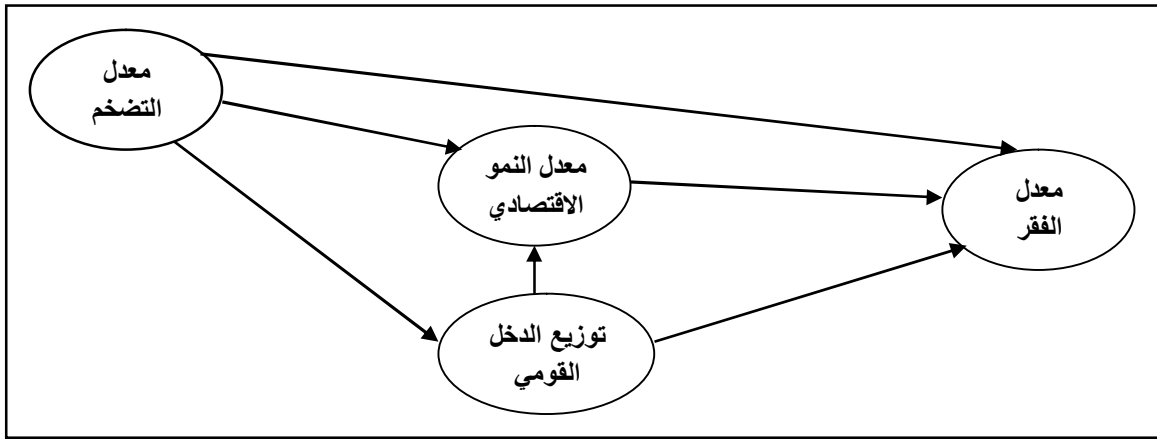 معدل
التضخم
معدل النمو
الاقتصادي
معدل
الفقر
توزيع الدخل
القومي